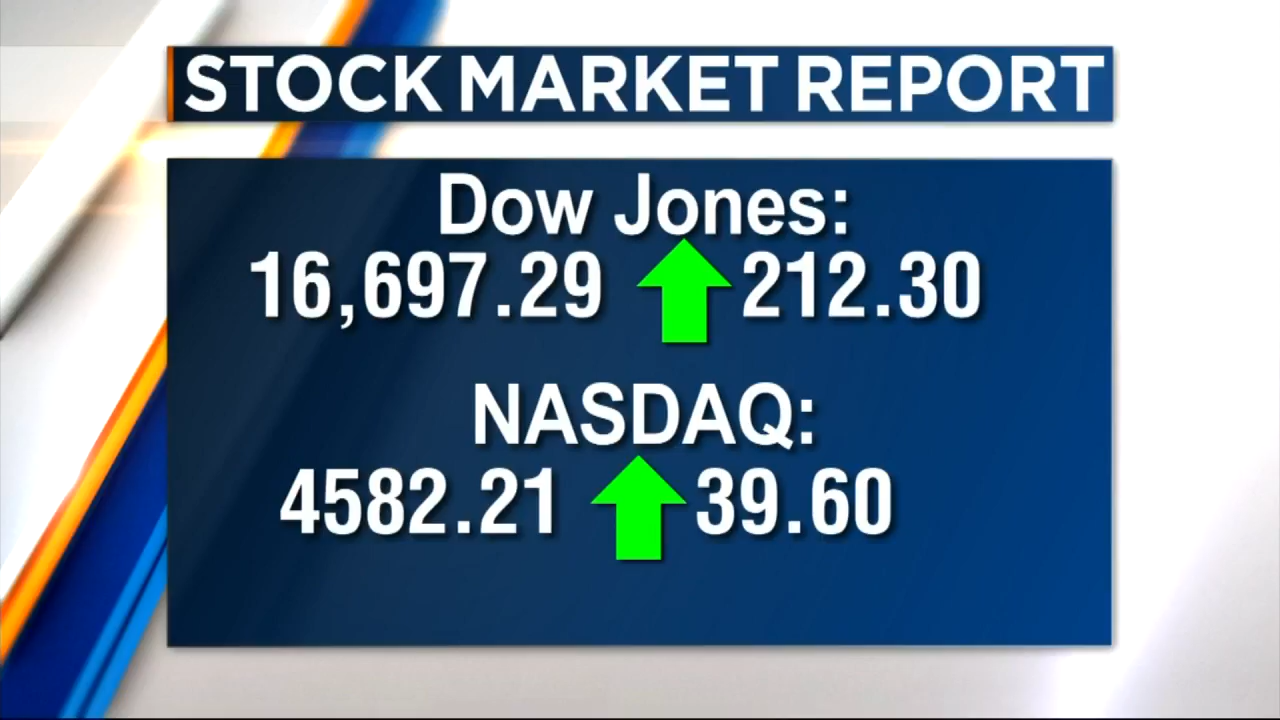 STOCK MARKET REPORT
Dow Jones:
16,697.29 212.30
NASDAQ:
4582.21 39.60